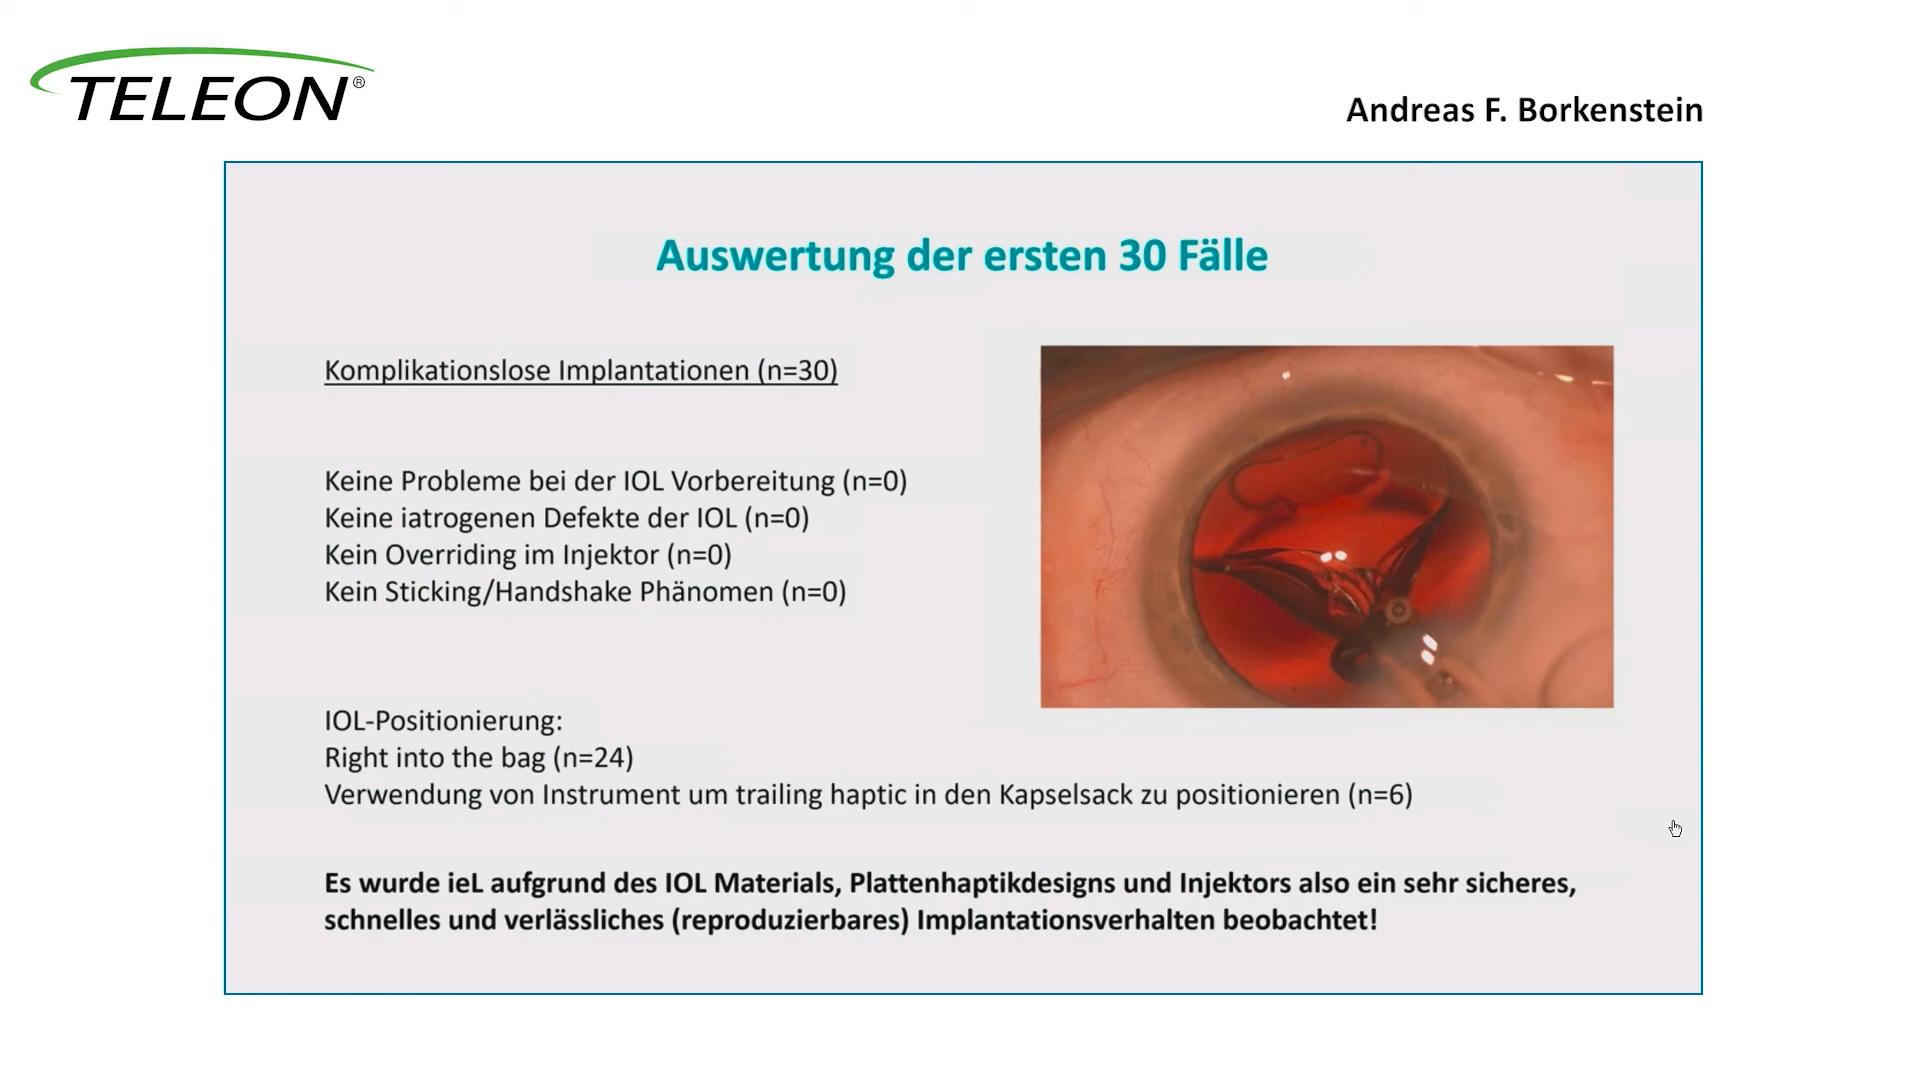 TELEON®
Andreas F. Borkenstein
Auswertung der ersten 30 Fälle
Komplikationslose Implantationen (n=30)
Keine Probleme bei der IOL Vorbereitung (n=0)
Keine iatrogenen Defekte der IOL (n=0)
Kein Overriding im Injektor (n=0)
Kein Sticking/Handshake Phänomen (n=0)
IOL-Positionierung:
Right into the bag (n=24)
Verwendung von Instrument um trailing haptic in den Kapselsack zu positionieren (n=6)
Es wurde ieL aufgrund des IOL Materials, Plattenhaptikdesigns und Injektors also ein sehr sicheres,
schnelles und verlässliches (reproduzierbares) Implantationsverhalten beobachtet!